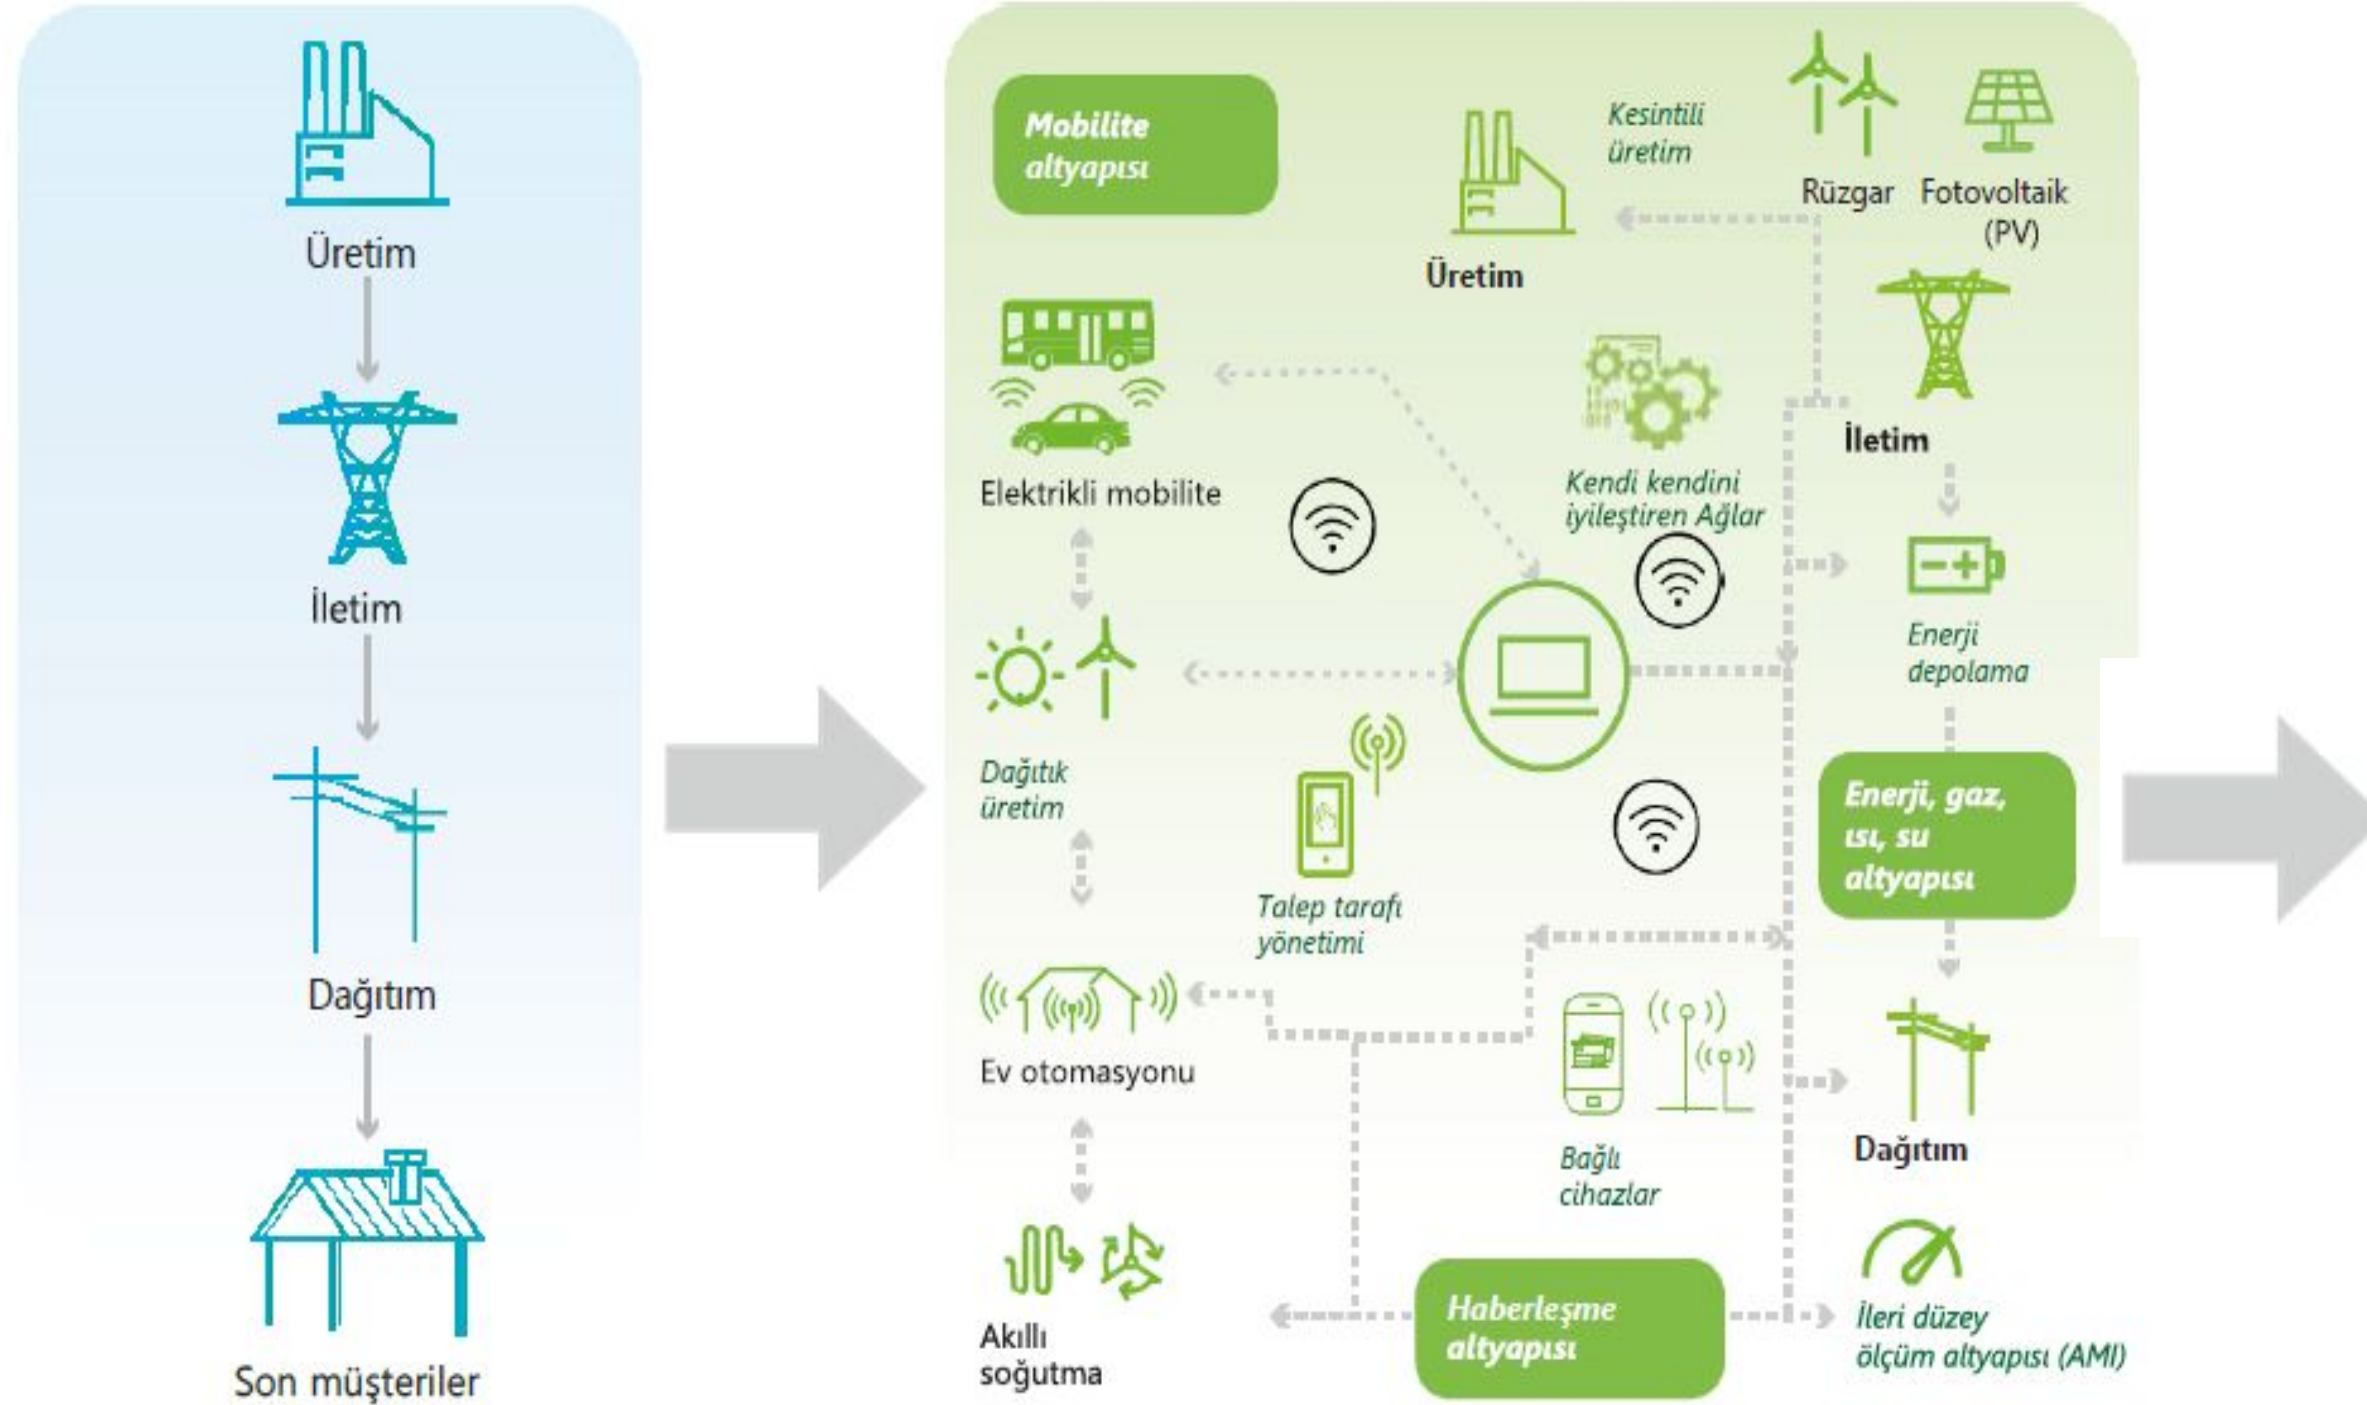 Üretim
İletim
Dağıtım
Son müşteriler
Mobilite
altyapısı
Kesintili
üretim
Rüzgar
Fotovoltaik
(PV)
Üretim
İletim
Elektrikli mobilite
Kendi kendini
iyileştiren Ağlar
Enerji
depolama
Dağıtık
üretim
Enerji, gaz,
ısı, su
altyapısı
Talep tarafı
yönetimi
Ev otomasyonu
Bağlı
cihazlar
Dağıtım
Akıllı
soğutma
Haberleşme
altyapısı
İleri düzey
ölçüm altyapısı (AMI)